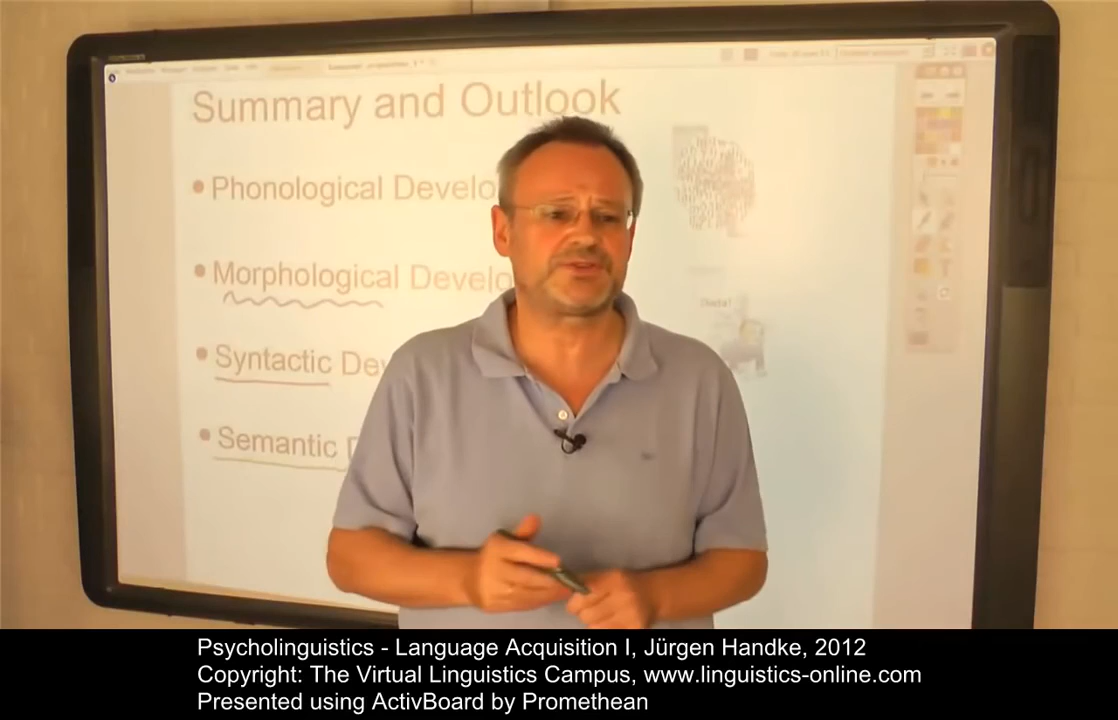 Summary and Outlook
• Phonological Develo
• Morphological Develo
• Syntactic Dev
• Semantic
Psycholinguistics - Language Acquisition I, Jürgen Handke, 2012
Copyright: The Virtual Linguistics Campus, www.linguistics-online.com
Presented using ActivBoard by Promethean